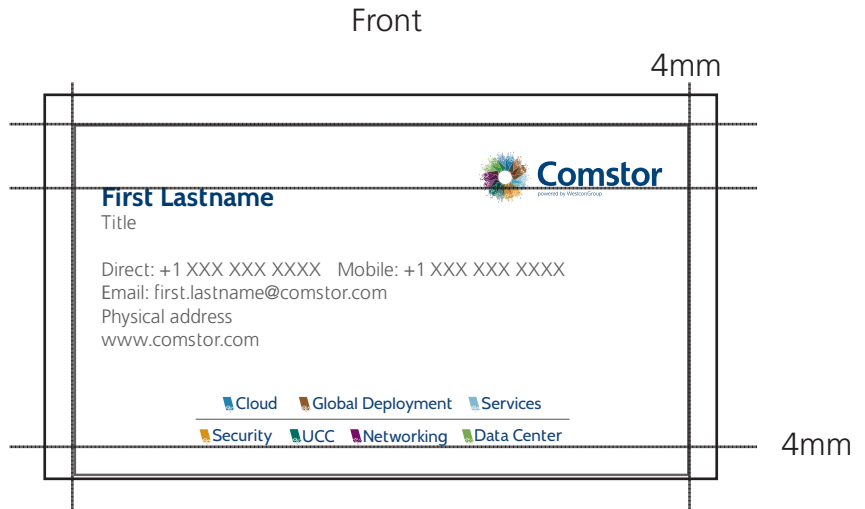 Front
4mm
Comstor
powered by WestconGroup
First Lastname
Title
Direct: +1 XXX XXX XXXX Mobile: +1 XXX XXX XXXX
Email: first.lastname@comstor.com
Physical address
www.comstor.com
Cloud Global Deployment Services
Security UCC Networking Data Center
4mm